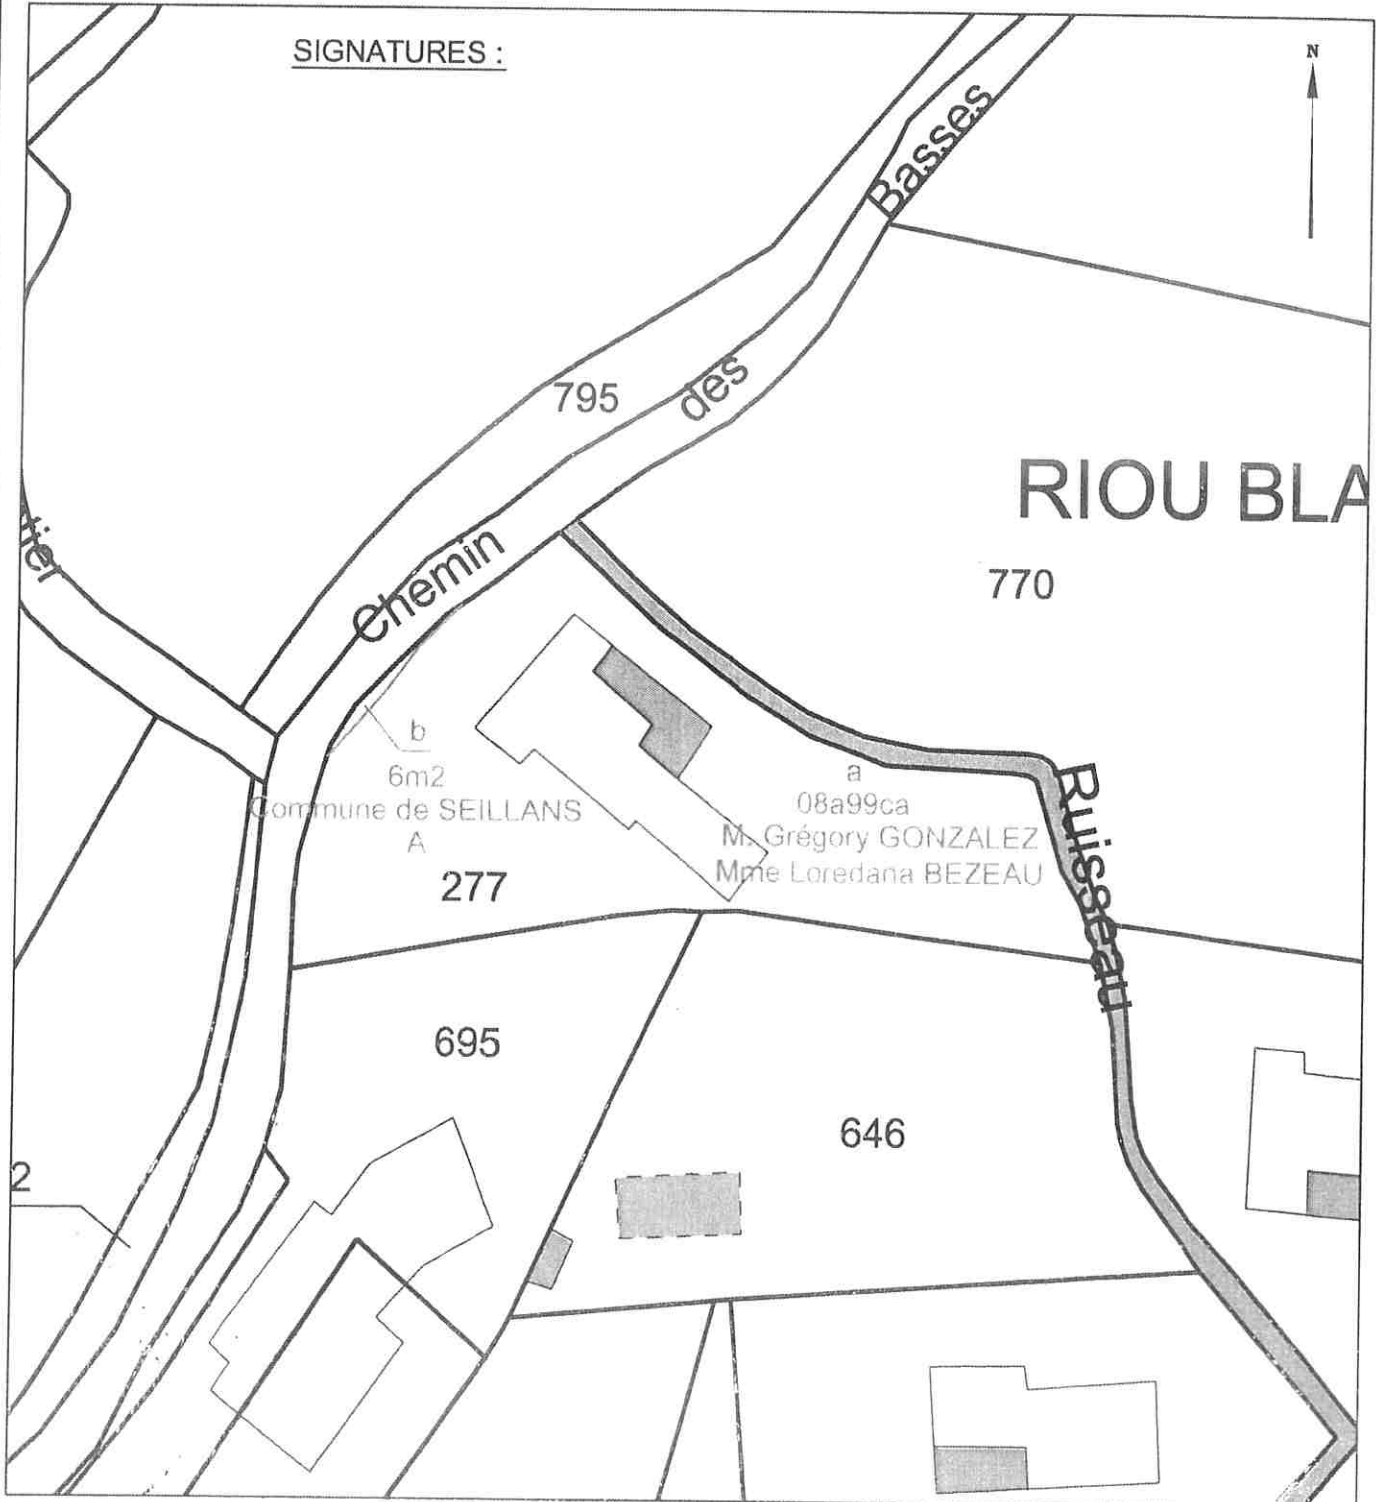 SIGNATURES :
N
Basses
des
795
RIOU BLA
770
Chemin
tier
b
6m2
Commune de SEILLANS
A
277
a
08a99ca
M. Grégory GONZALEZ
Mme Loredana BEZEAU
Ruisseau
695
646
2